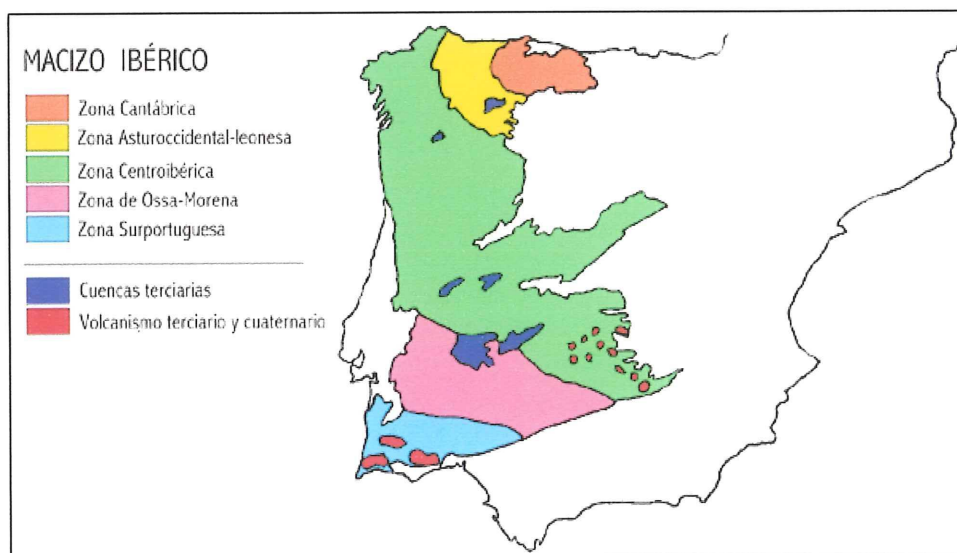 MACIZO IBÉRICO
Zona Cantábrica
Zona Asturoccidental-leonesa
Zona Centroibérica
Zona de Ossa-Morena
Zona Surportuguesa
Cuencas terciarias
Volcanismo terciario y cuaternario